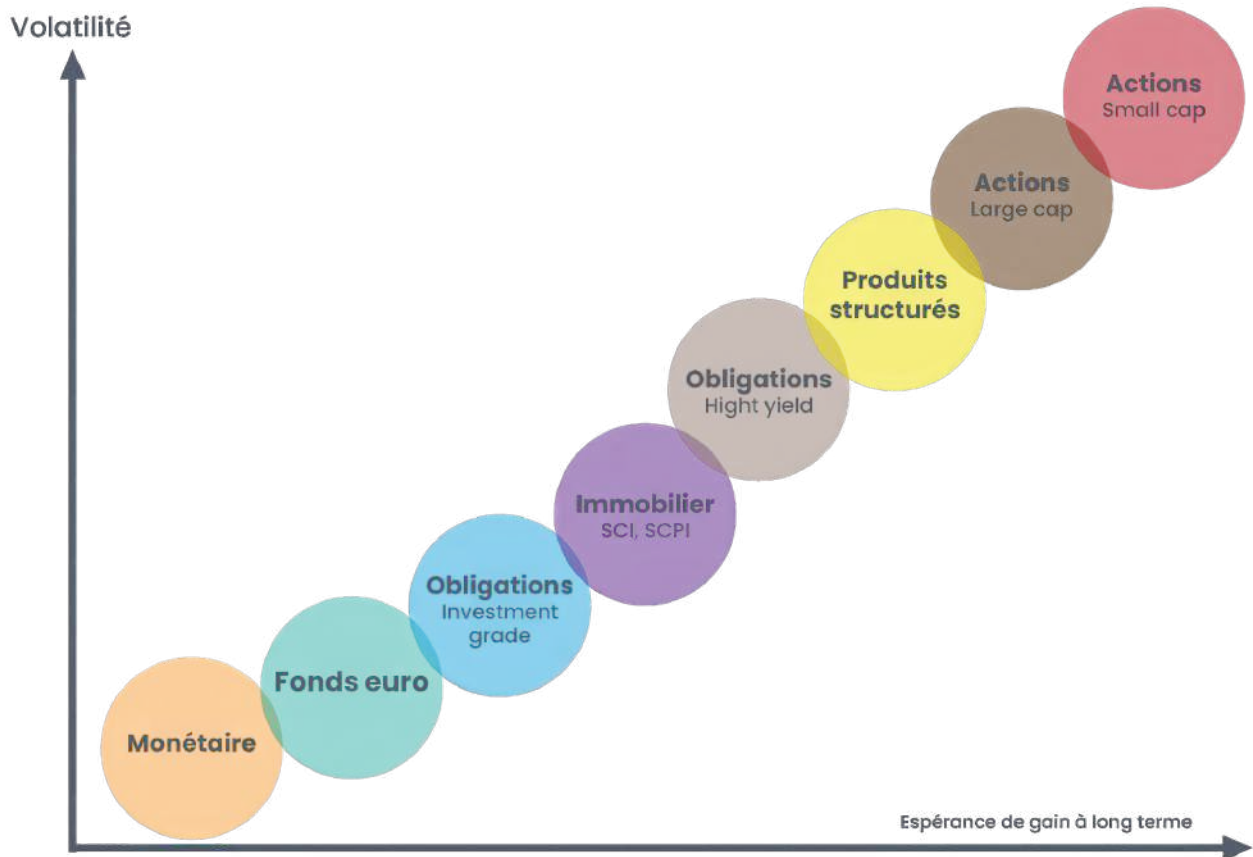 Volatilité
Actions
Small cap
Actions
Large cap
Produits
structurés
Obligations
Hight yield
Immobilier
SCI, SCPI
Obligations
Investment
grade
Fonds euro
Monétaire
Espérance de gain à long terme